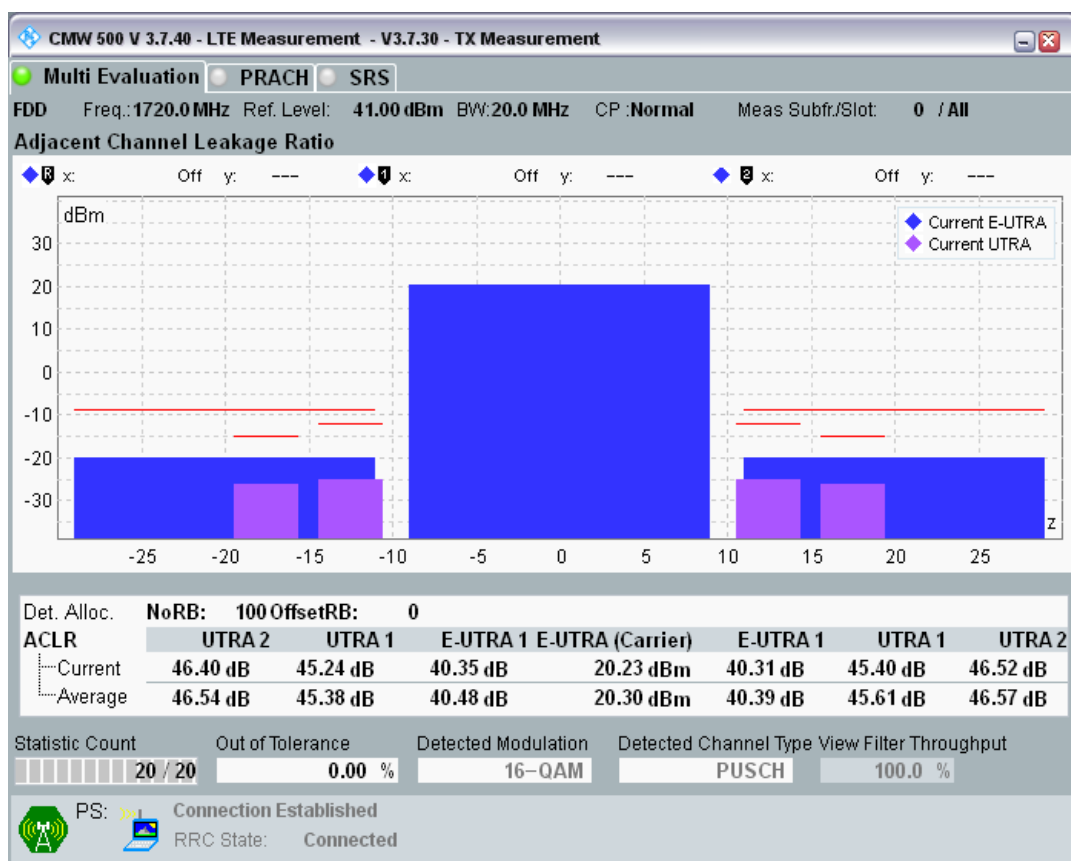 CMW 500 V 3.7.40 - LTE Measurement - V3.7.30 - TX Measurement
Multi Evaluation PRACH SRS
FDD Freq.: 1720.0 MHz Ref. Level: 41.00 dBm BW: 20.0 MHz CP : Normal Meas Subfr./Slot: 0 / All
Adjacent Channel Leakage Ratio
R x: Off y: --- 1 x: Off y: --- 2 x: Off y: ---
dBm
Current E-UTRA
Current UTRA
30
20
10
0
-10
-20
-30
z
-25 -20 -15 -10 -5 0 5 10 15 20 25
Det. Alloc. NoRB: 100 OffsetRB: 0
ACLR UTRA 2 UTRA 1 E-UTRA 1 E-UTRA (Carrier) E-UTRA 1 UTRA 1 UTRA 2
Current 46.40 dB 45.24 dB 40.35 dB 20.23 dBm 40.31 dB 45.40 dB 46.52 dB
Average 46.54 dB 45.38 dB 40.48 dB 20.30 dBm 40.39 dB 45.61 dB 46.57 dB
Statistic Count Out of Tolerance Detected Modulation Detected Channel Type View Filter Throughput
20 / 20 0.00 % 16-QAM PUSCH 100.0 %
PS: Connection Established
RRC State: Connected